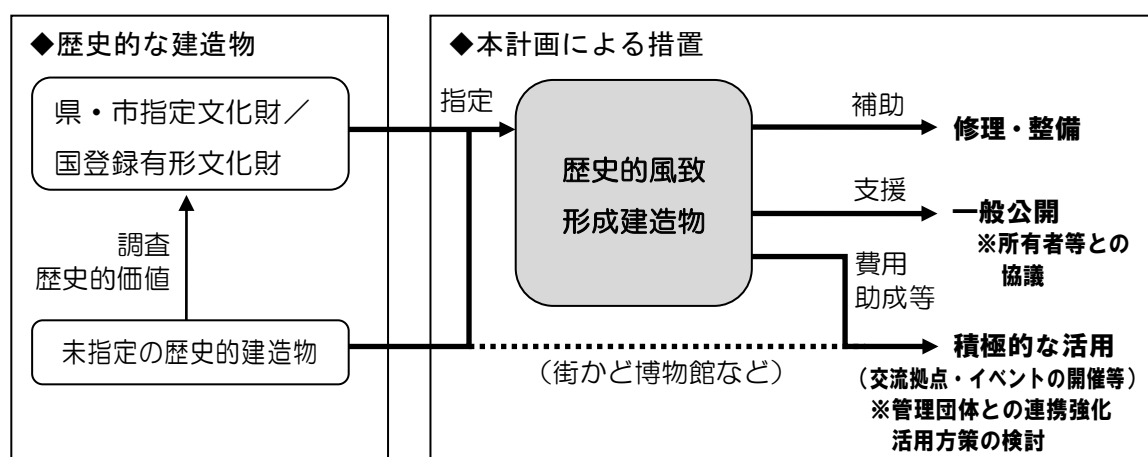 ◆歴史的な建造物
県・市指定文化財／
国登録有形文化財
調査
歴史的価値
未指定の歴史的建造物
◆本計画による措置
指定
歴史的風致
形成建造物
補助
修理・整備
支援
一般公開
※所有者等との
協議
費用
助成等
積極的な活用
（街かど博物館など）
（交流拠点・イベントの開催等）
※管理団体との連携強化
活用方策の検討